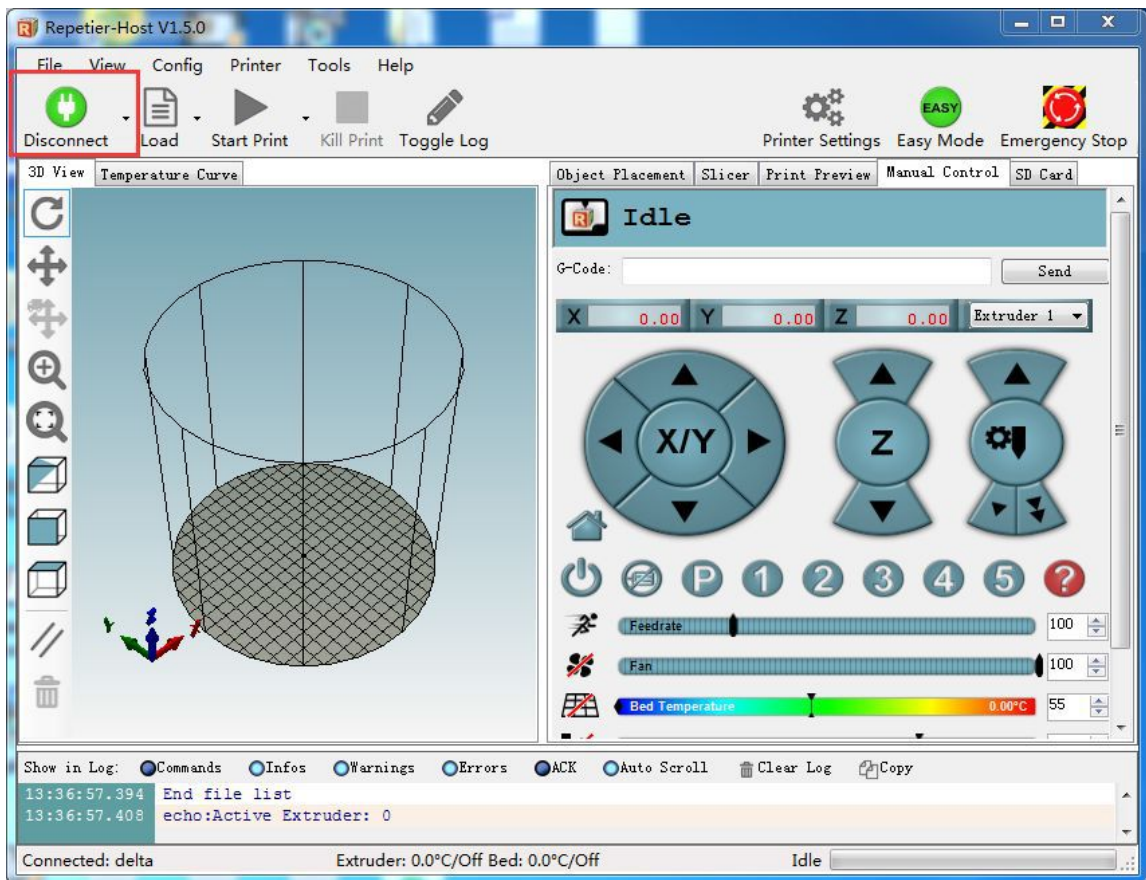 Repetier-Host V1.5.0
File View Config Printer Tools Help
Disconnect Load Start Print Kill Print Toggle Log Printer Settings EASY Easy Mode Emergency Stop
3D View Temperature Curve
Object Placement Slicer Print Preview Manual Control SD Card
Idle
G-Code: Send
X 0.00 Y 0.00 Z 0.00 Extruder 1
X/Y Z
P 1 2 3 4 5 ?
Feedrate 100
Fan 100
Bed Temperature 0.00°C 55
Y Z X
Show in Log: Commands Infos Warnings Errors ACK Auto Scroll Clear Log Copy
13:36:57.394 End file list
13:36:57.408 echo:Active Extruder: 0
Connected: delta Extruder: 0.0°C/Off Bed: 0.0°C/Off Idle